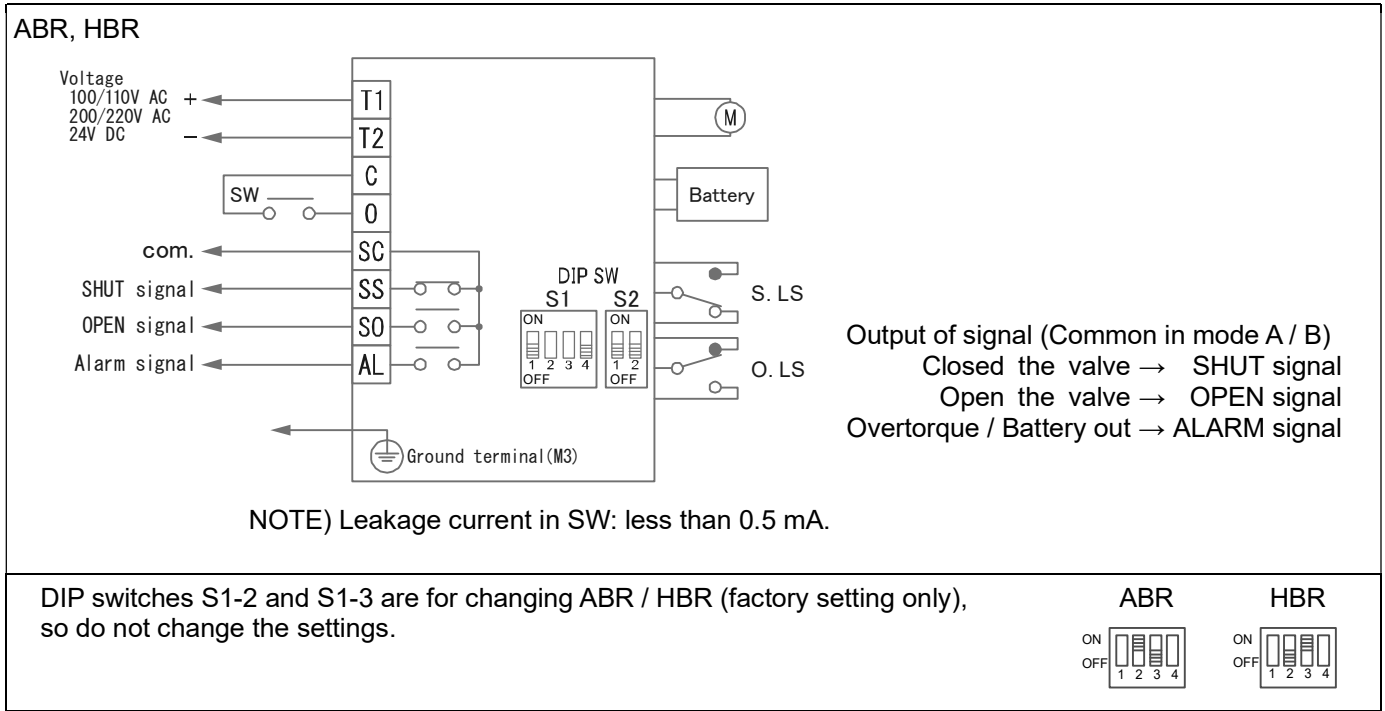 ABR, HBR
Voltage
100/110V AC +
200/220V AC
24V DC −
T1
T2
C
O
SC
SS
SO
AL
SW
com.
SHUT signal
OPEN signal
Alarm signal
Ground terminal(M3)
M
Battery
DIP SW
S1 S2
ON ON
1 2 3 4 1 2
OFF OFF
S. LS
O. LS
Output of signal (Common in mode A / B)
Closed the valve → SHUT signal
Open the valve → OPEN signal
Overtorque / Battery out → ALARM signal
NOTE) Leakage current in SW: less than 0.5 mA.
DIP switches S1-2 and S1-3 are for changing ABR / HBR (factory setting only),
so do not change the settings.
ABR HBR
ON ON
OFF OFF
1 2 3 4 1 2 3 4